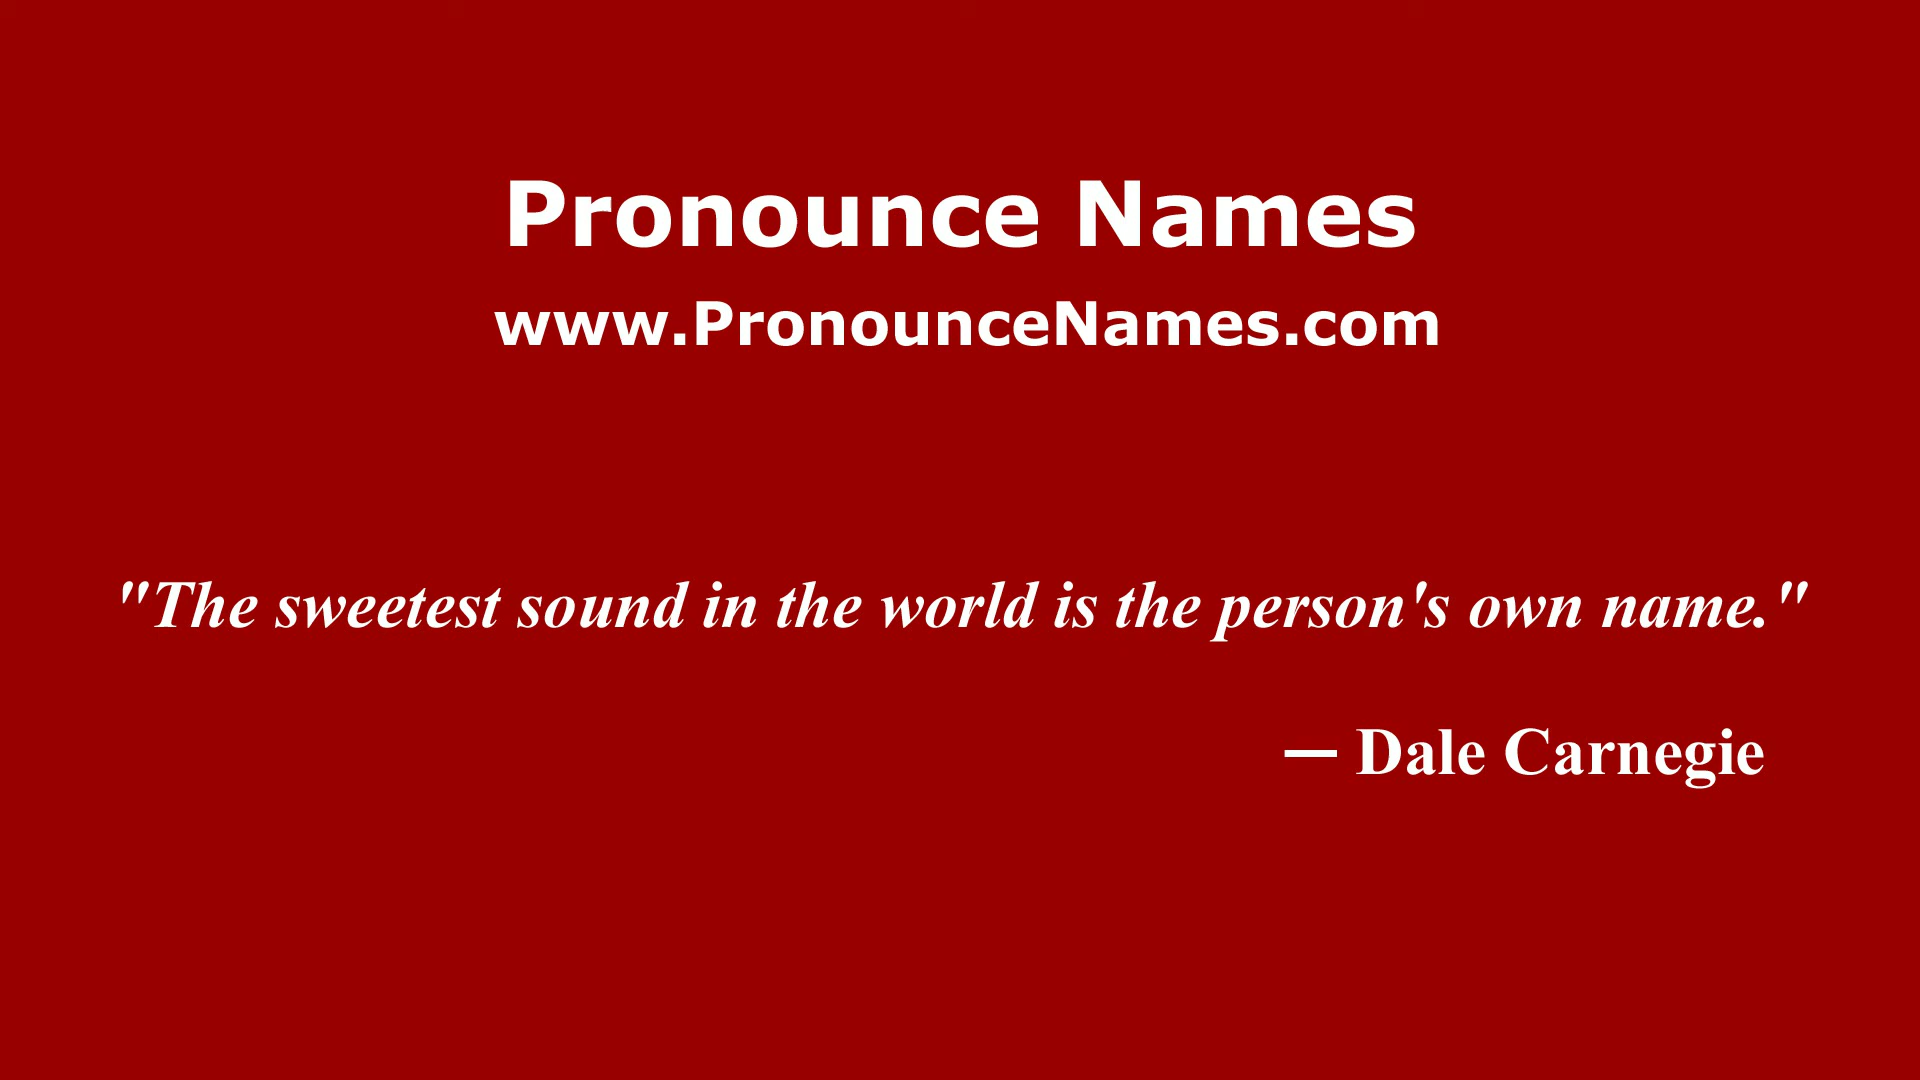 Pronounce Names
www.PronounceNames.com
"The sweetest sound in the world is the person's own name."
— Dale Carnegie